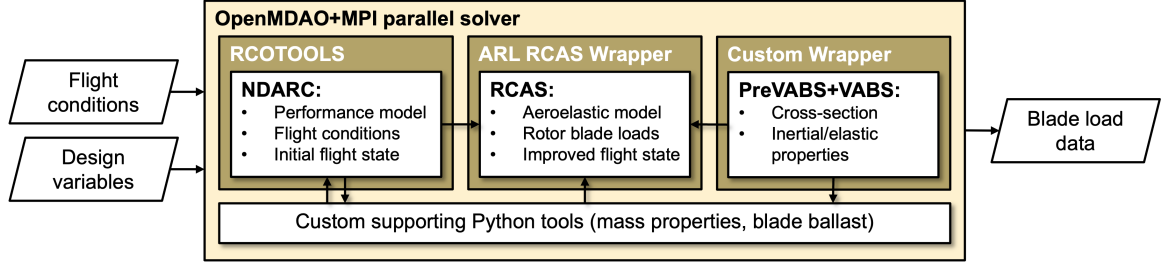 OpenMDAO+MPI parallel solver
Flight
conditions
Design
variables
RCOTOOLS
NDARC:
• Performance model
• Flight conditions
• Initial flight state
ARL RCAS Wrapper
RCAS:
• Aeroelastic model
• Rotor blade loads
• Improved flight state
Custom Wrapper
PreVABS+VABS:
• Cross-section
• Inertial/elastic
properties
Custom supporting Python tools (mass properties, blade ballast)
Blade load
data